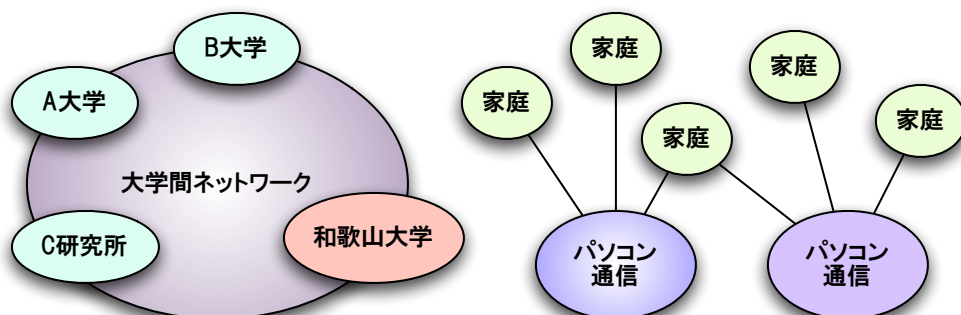 B大学
A大学
大学間ネットワーク
C研究所
和歌山大学
家庭
家庭
家庭
家庭
家庭
パソコン
通信
パソコン
通信